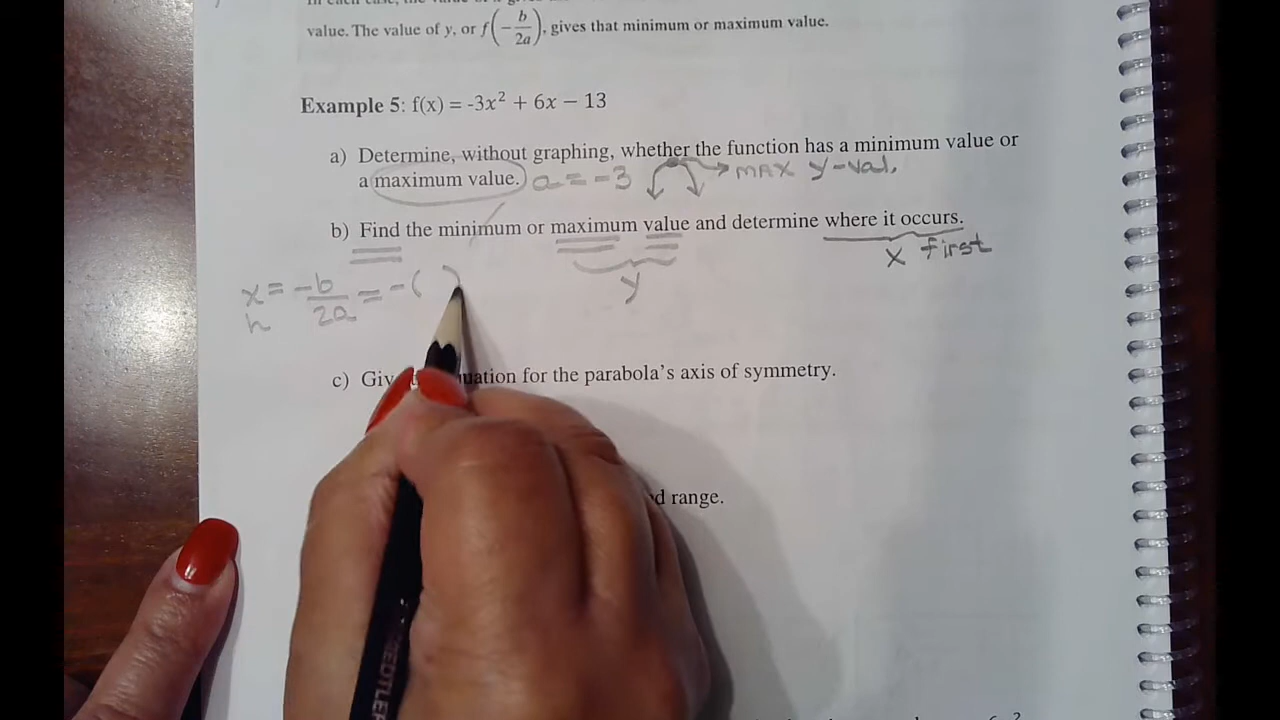 value. The value of y, or f(-b/2a), gives that minimum or maximum value.
Example 5: f(x) = -3x² + 6x – 13
a) Determine, without graphing, whether the function has a minimum value or
a maximum value. a = -3 → MAX y-val.
b) Find the minimum or maximum value and determine where it occurs.
x first
y
x = -b/2a = -( )
h
c) Giv uation for the parabola's axis of symmetry.
d range.